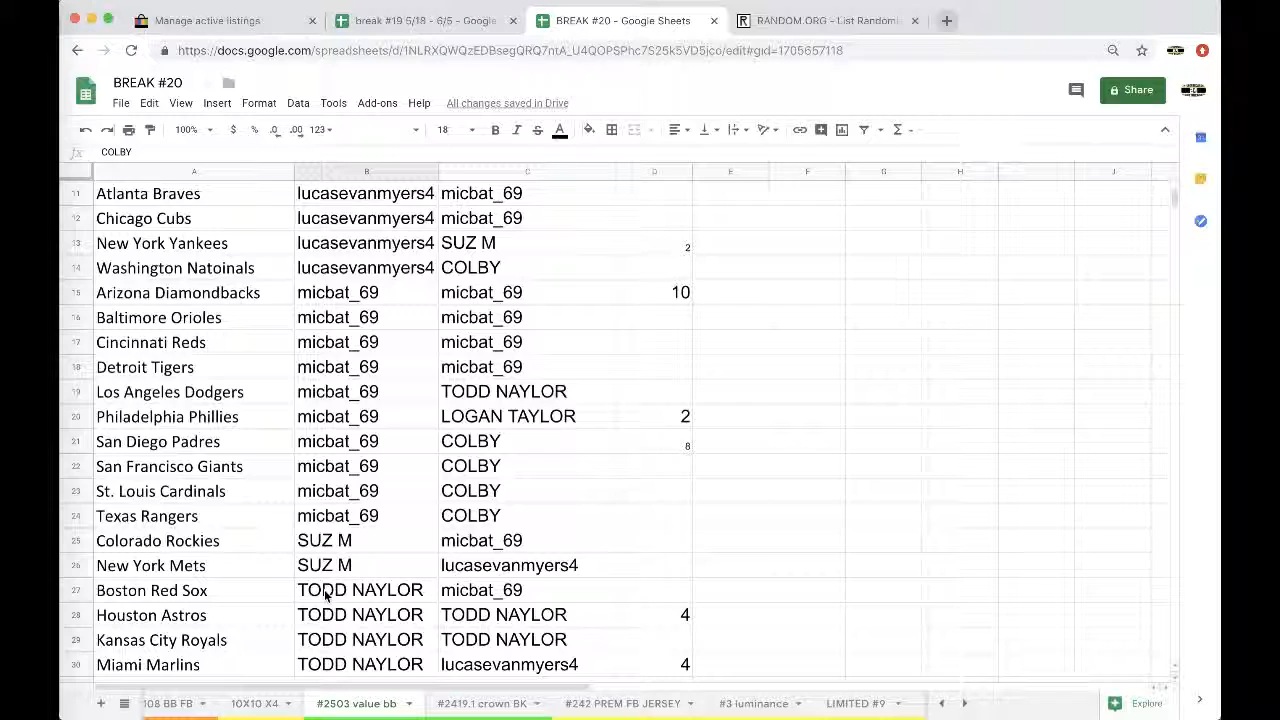 Manage active listings × break #19 5/18 - 6/5 - Google × BREAK #20 - Google Sheets × RANDOM.ORG - List Randomi × +
https://docs.google.com/spreadsheets/d/1NLRXQWQzEDBsegQRQ7ntA_U4QOPSPhc7S25k5VD5jco/edit#gid=1705657118
BREAK #20
File Edit View Insert Format Data Tools Add-ons Help All changes saved in Drive Share
100% $ % .0 .00 123 18 B I S A
fx COLBY
A B C D E F G H J
11 Atlanta Braves lucasevanmyers4 micbat_69
12 Chicago Cubs lucasevanmyers4 micbat_69
13 New York Yankees lucasevanmyers4 SUZ M 2
14 Washington Natoinals lucasevanmyers4 COLBY
15 Arizona Diamondbacks micbat_69 micbat_69 10
16 Baltimore Orioles micbat_69 micbat_69
17 Cincinnati Reds micbat_69 micbat_69
18 Detroit Tigers micbat_69 micbat_69
19 Los Angeles Dodgers micbat_69 TODD NAYLOR
20 Philadelphia Phillies micbat_69 LOGAN TAYLOR 2
21 San Diego Padres micbat_69 COLBY 8
22 San Francisco Giants micbat_69 COLBY
23 St. Louis Cardinals micbat_69 COLBY
24 Texas Rangers micbat_69 COLBY
25 Colorado Rockies SUZ M micbat_69
26 New York Mets SUZ M lucasevanmyers4
27 Boston Red Sox TODD NAYLOR micbat_69
28 Houston Astros TODD NAYLOR TODD NAYLOR 4
29 Kansas City Royals TODD NAYLOR TODD NAYLOR
30 Miami Marlins TODD NAYLOR lucasevanmyers4 4
+ 108 BB FB 10X10 X4 #2503 value bb crown BK #242 PREM FB JERSE #3 luminance LIMITED #9 Explore